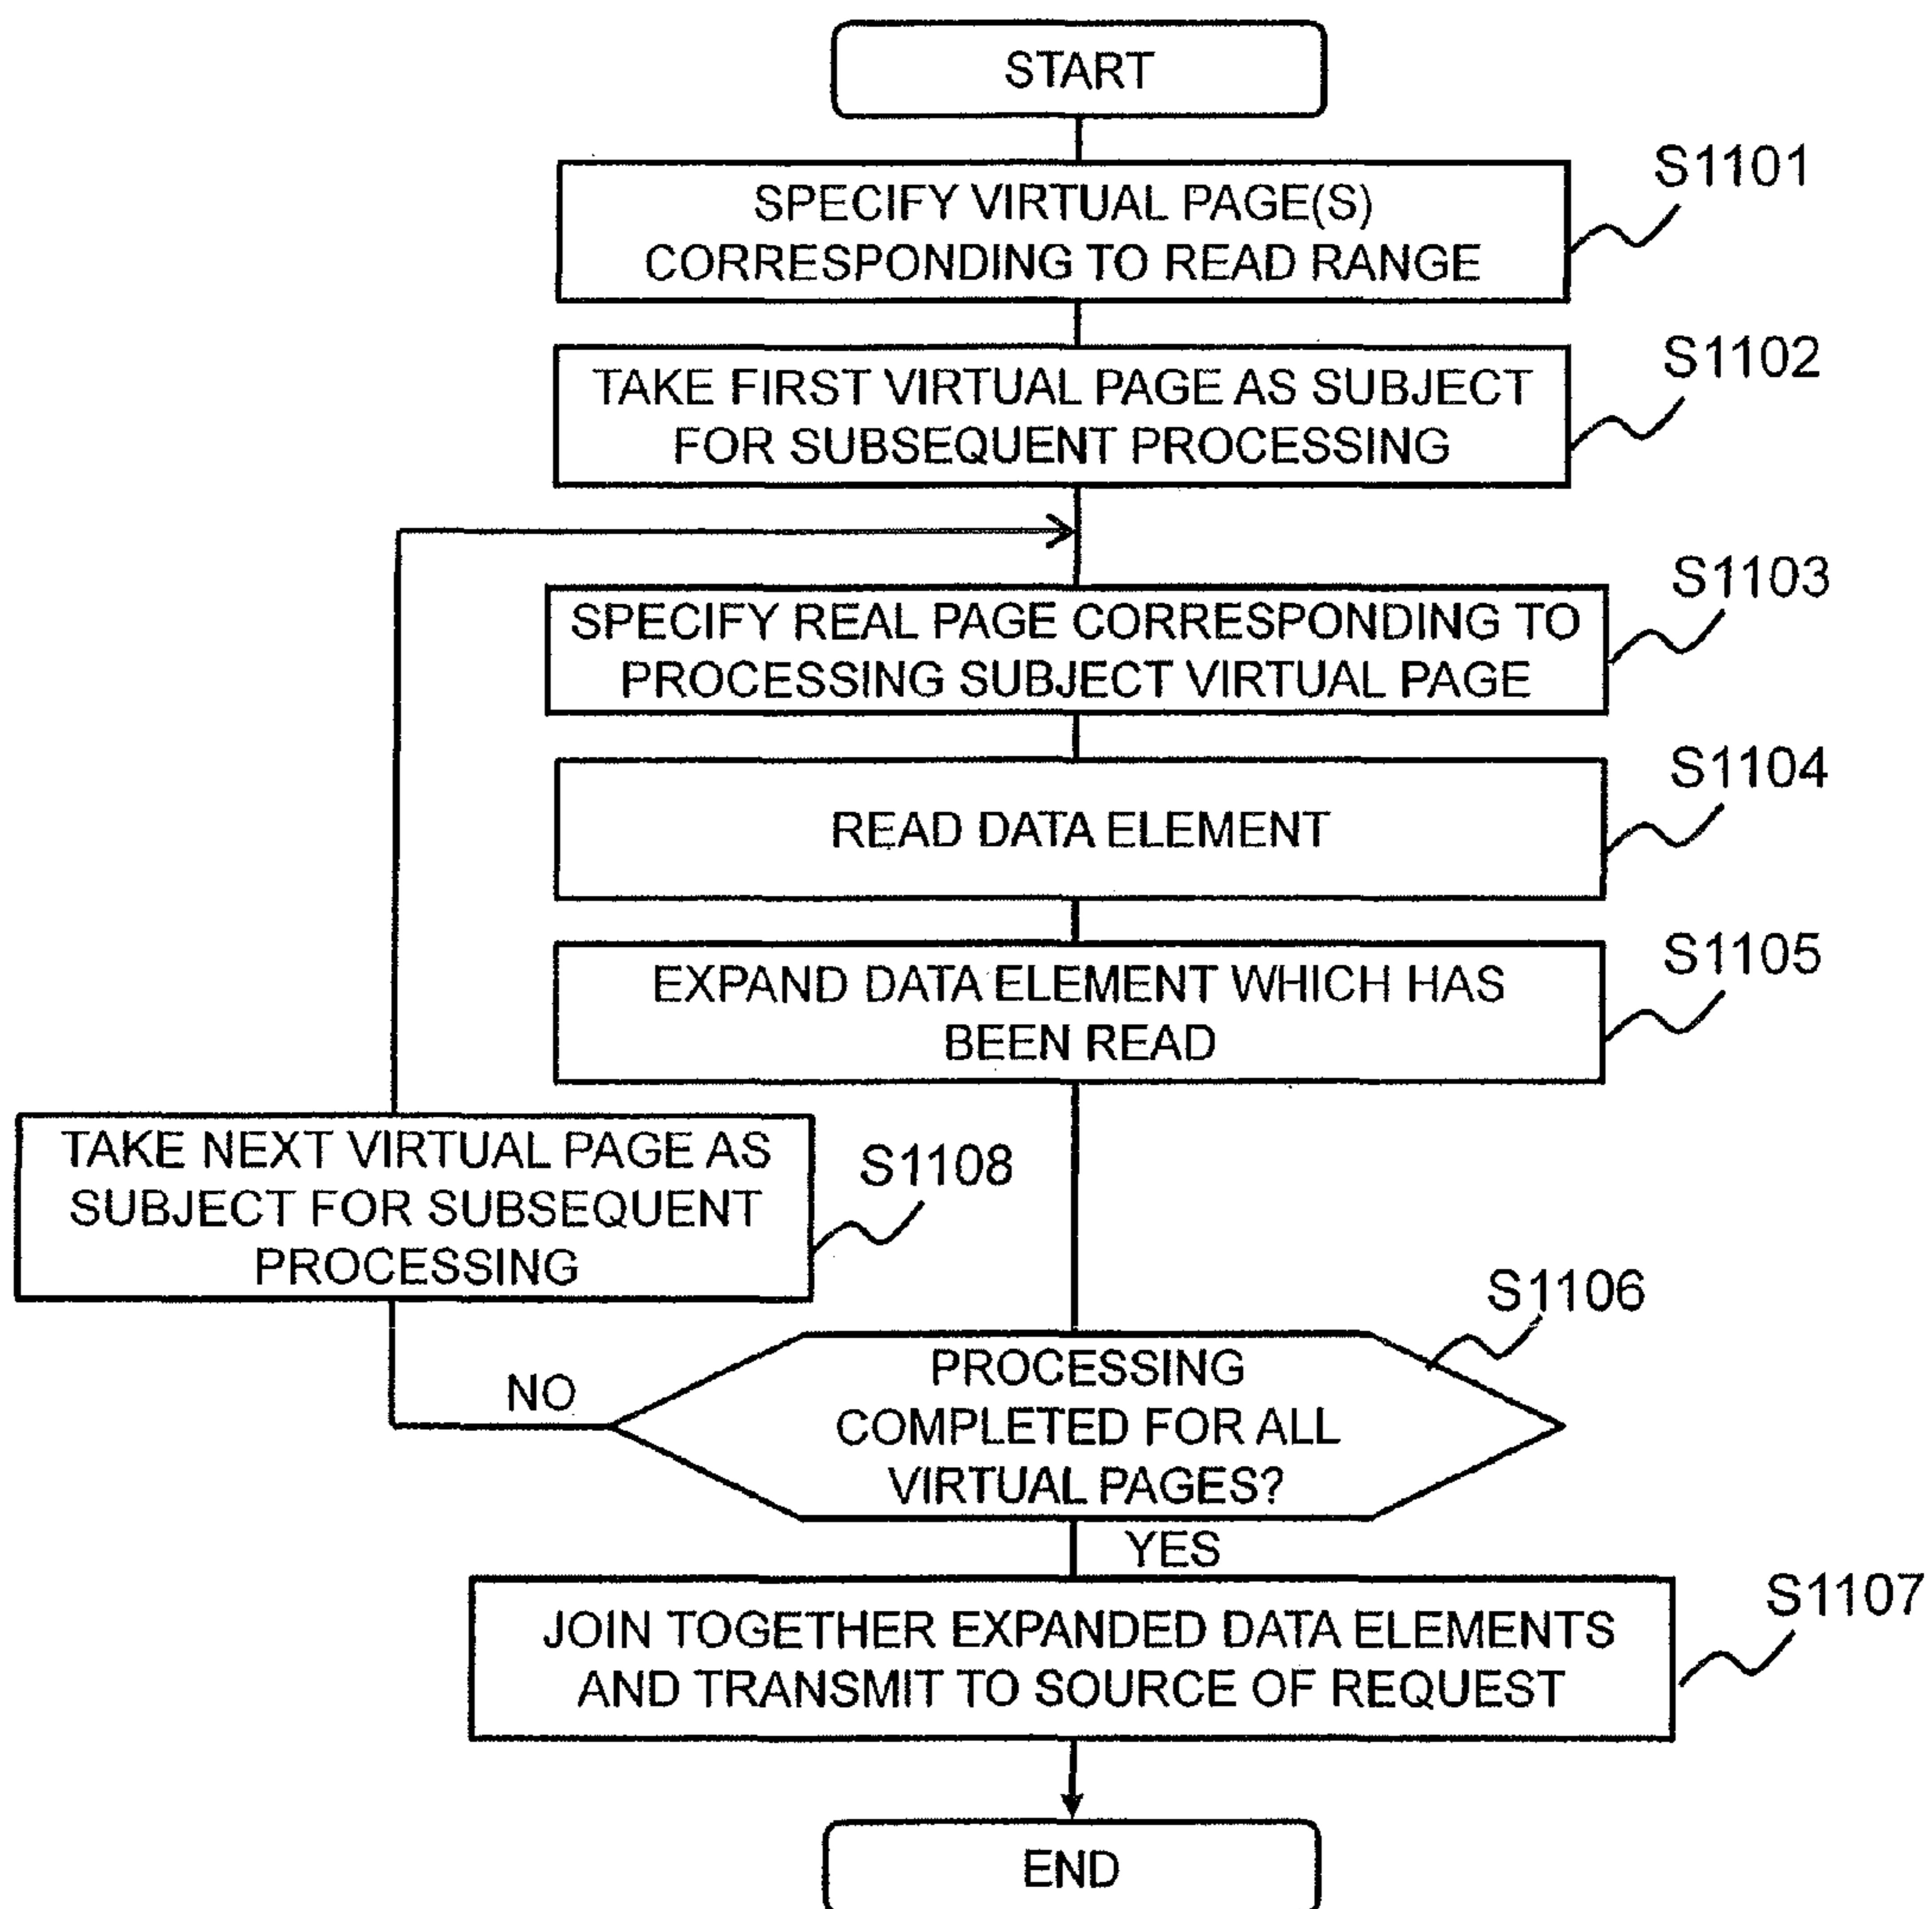 START
S1101
SPECIFY VIRTUAL PAGE(S)
CORRESPONDING TO READ RANGE
S1102
TAKE FIRST VIRTUAL PAGE AS SUBJECT
FOR SUBSEQUENT PROCESSING
S1103
SPECIFY REAL PAGE CORRESPONDING TO
PROCESSING SUBJECT VIRTUAL PAGE
S1104
READ DATA ELEMENT
S1105
EXPAND DATA ELEMENT WHICH HAS
BEEN READ
TAKE NEXT VIRTUAL PAGE AS
SUBJECT FOR SUBSEQUENT
PROCESSING
S1108
S1106
PROCESSING
COMPLETED FOR ALL
VIRTUAL PAGES?
NO
YES
S1107
JOIN TOGETHER EXPANDED DATA ELEMENTS
AND TRANSMIT TO SOURCE OF REQUEST
END